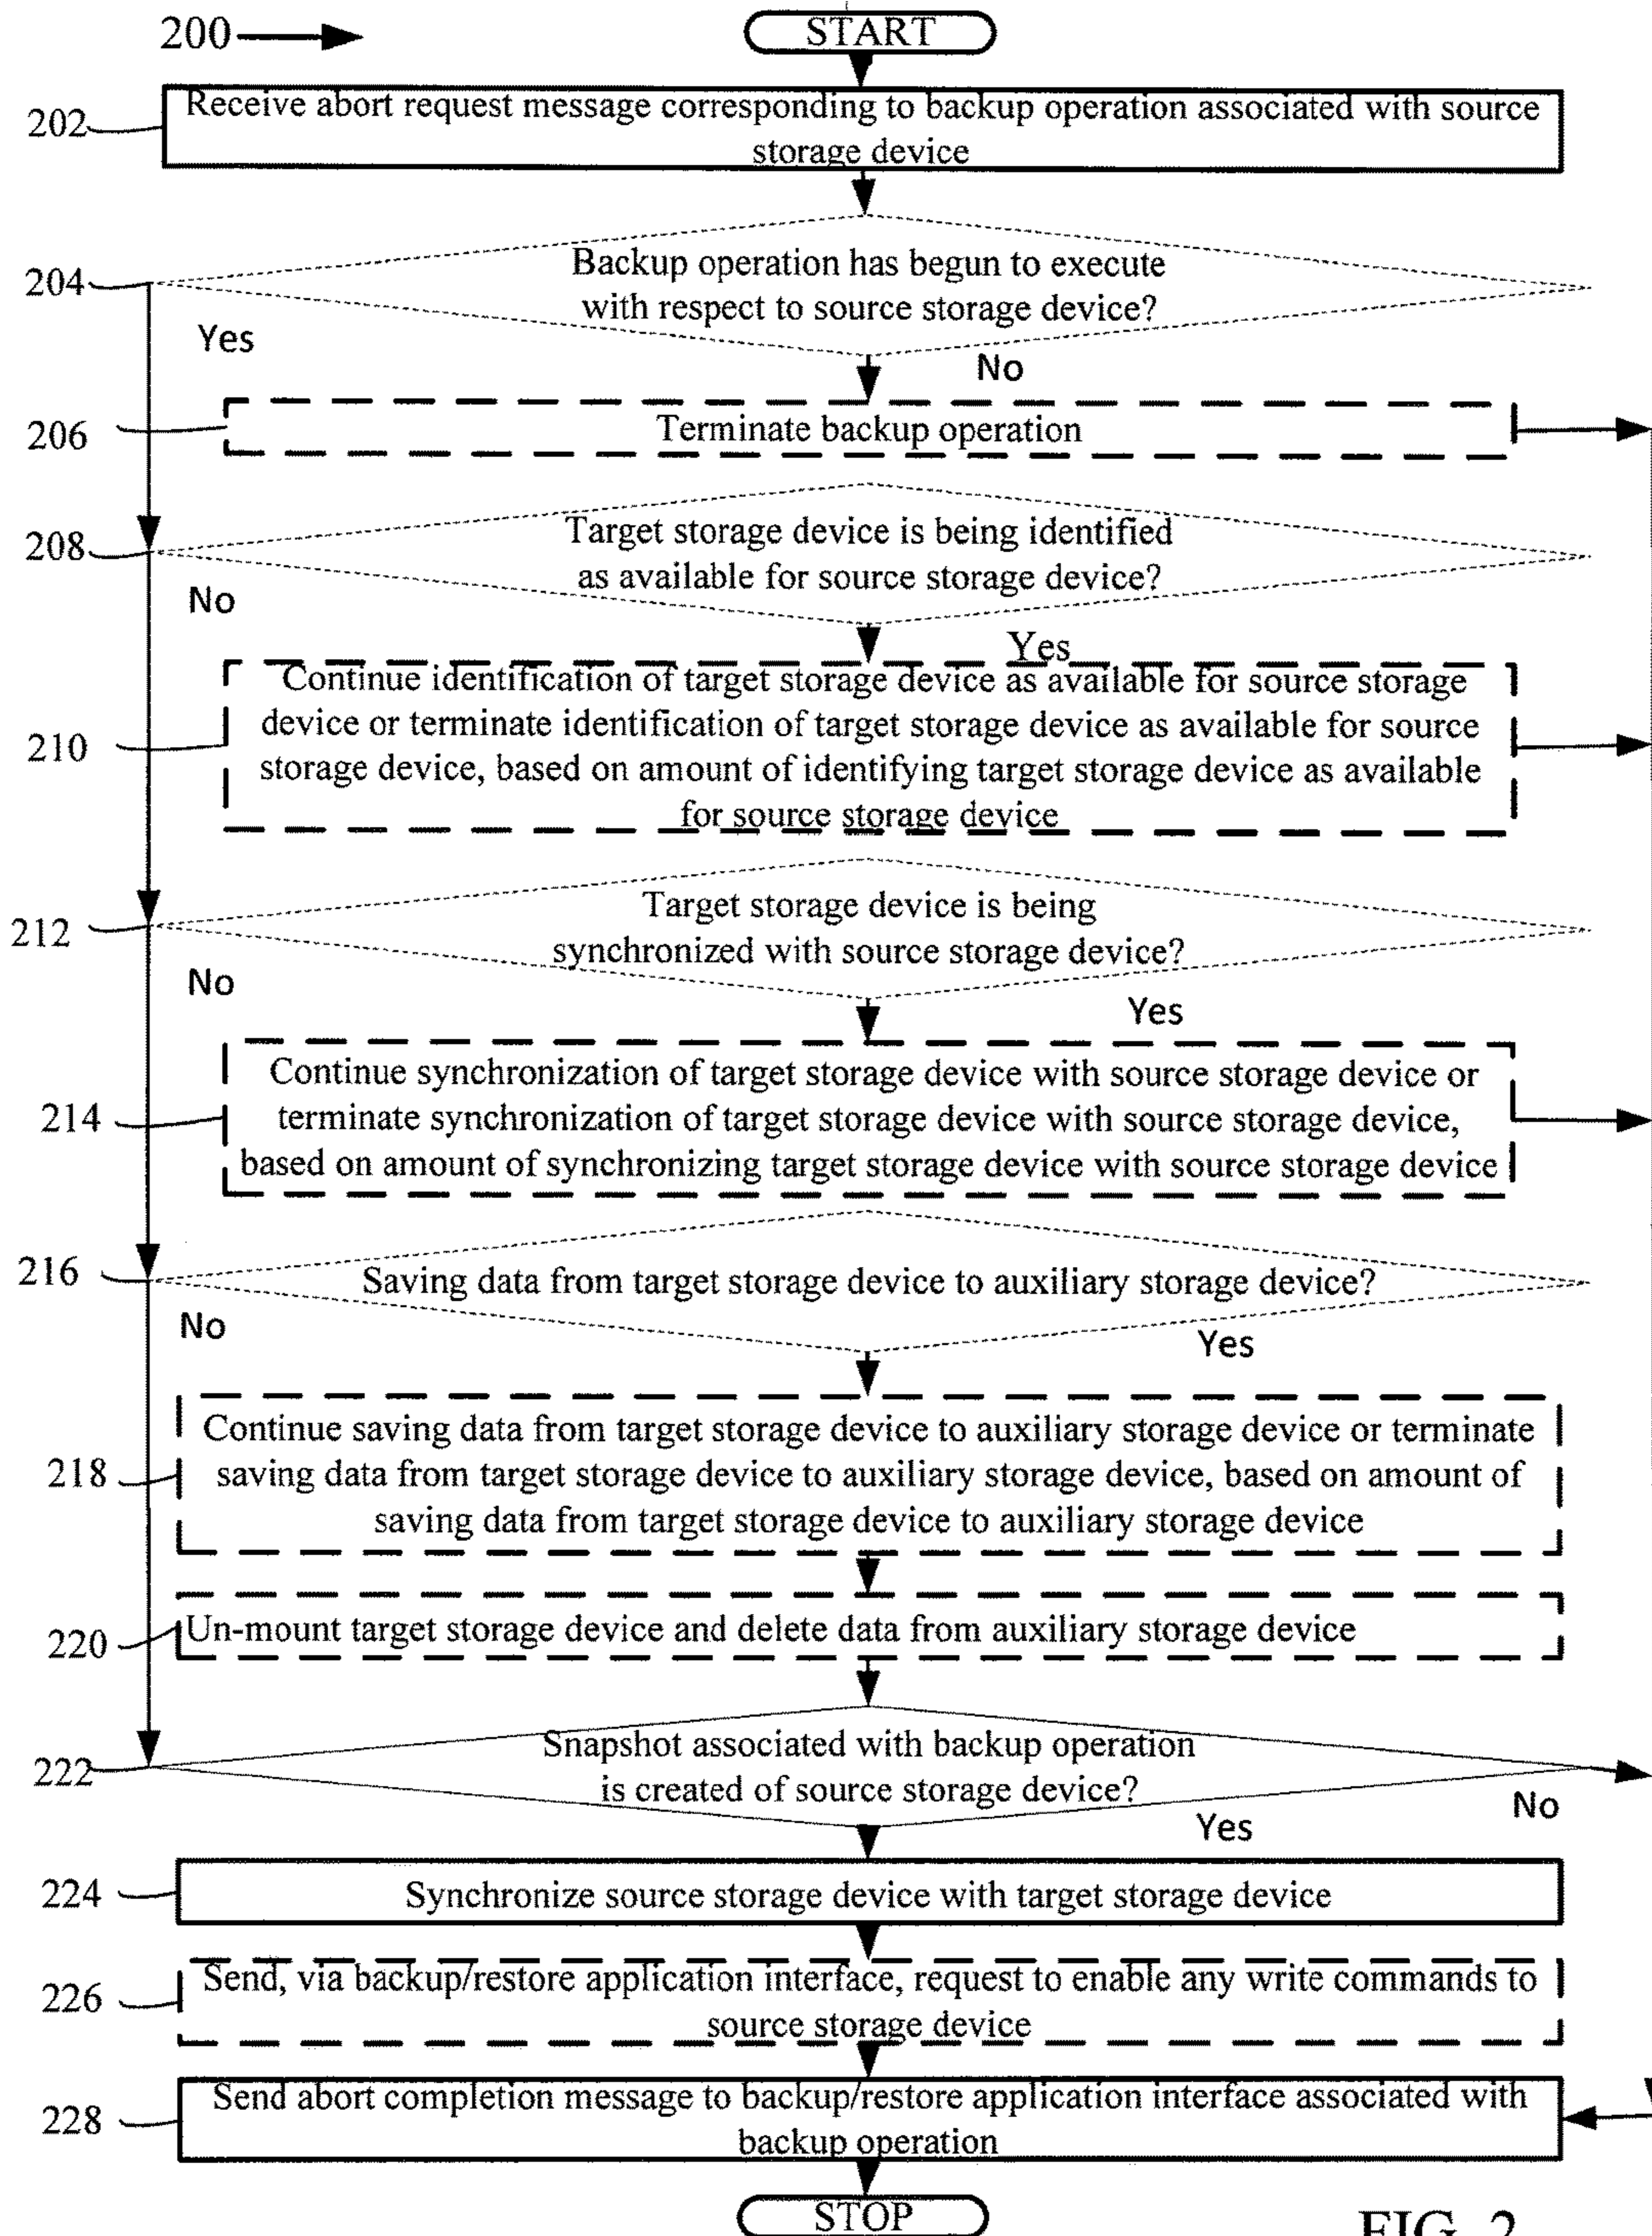 200
START
202
Receive abort request message corresponding to backup operation associated with source
storage device
204
Backup operation has begun to execute
with respect to source storage device?
Yes
No
206
Terminate backup operation
208
Target storage device is being identified
as available for source storage device?
No
Yes
Continue identification of target storage device as available for source storage
device or terminate identification of target storage device as available for source
210
storage device, based on amount of identifying target storage device as available
for source storage device
212
Target storage device is being
synchronized with source storage device?
No
Yes
Continue synchronization of target storage device with source storage device or
214
terminate synchronization of target storage device with source storage device,
based on amount of synchronizing target storage device with source storage device
216
Saving data from target storage device to auxiliary storage device?
No
Yes
Continue saving data from target storage device to auxiliary storage device or terminate
218
saving data from target storage device to auxiliary storage device, based on amount of
saving data from target storage device to auxiliary storage device
220
Un-mount target storage device and delete data from auxiliary storage device
222
Snapshot associated with backup operation
is created of source storage device?
No
Yes
224
Synchronize source storage device with target storage device
226
Send, via backup/restore application interface, request to enable any write commands to
source storage device
228
Send abort completion message to backup/restore application interface associated with
backup operation
STOP
FIG. 2